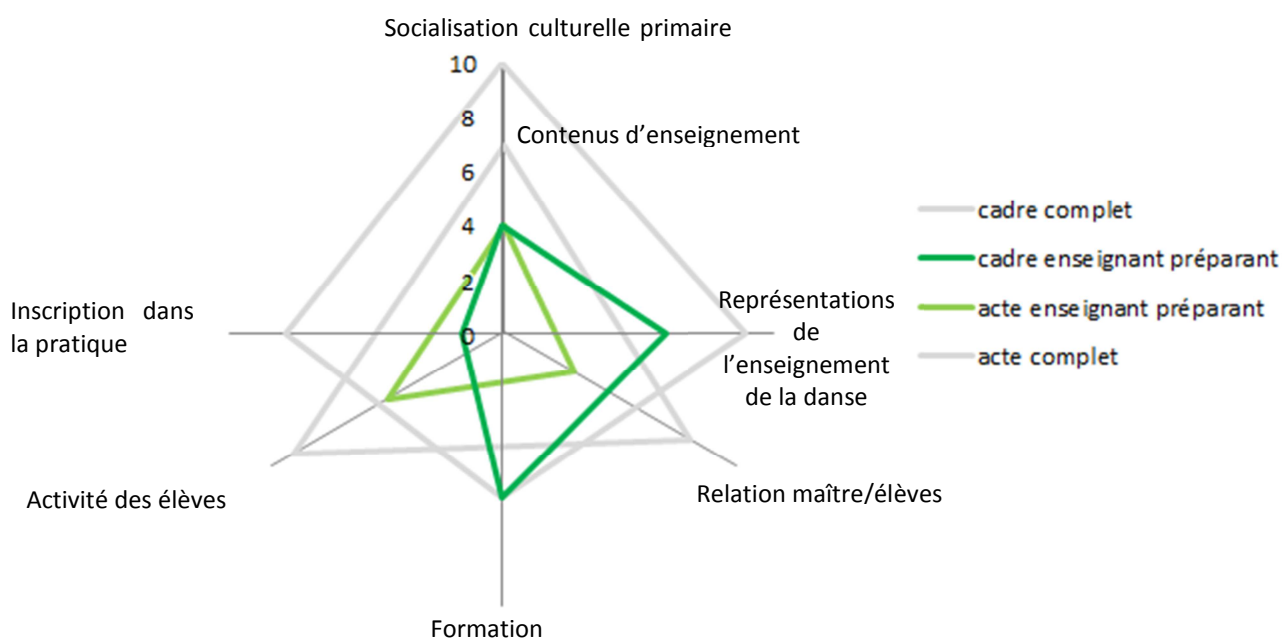 Socialisation culturelle primaire
10
8
Contenus d'enseignement
6
4
2
0
Inscription dans
la pratique
Représentations
de
l'enseignement
de la danse
Activité des élèves
Relation maître/élèves
Formation
cadre complet
cadre enseignant préparant
acte enseignant préparant
acte complet